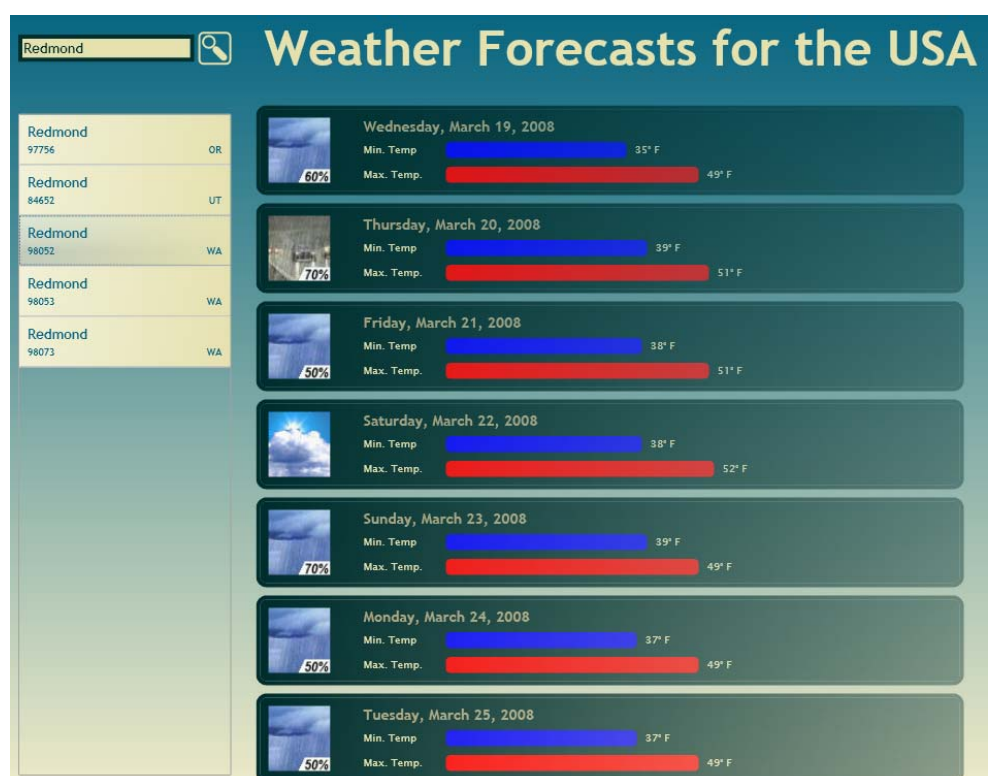 Redmond
Weather Forecasts for the USA
Redmond
97756 OR
Redmond
84652 UT
Redmond
98052 WA
Redmond
98053 WA
Redmond
98073 WA
Wednesday, March 19, 2008
Min. Temp 35° F
60% Max. Temp. 49° F
Thursday, March 20, 2008
Min. Temp 39° F
70% Max. Temp. 51° F
Friday, March 21, 2008
Min. Temp 38° F
50% Max. Temp. 51° F
Saturday, March 22, 2008
Min. Temp 38° F
Max. Temp. 52° F
Sunday, March 23, 2008
Min. Temp 39° F
70% Max. Temp. 49° F
Monday, March 24, 2008
Min. Temp 37° F
50% Max. Temp. 49° F
Tuesday, March 25, 2008
Min. Temp 37° F
50% Max. Temp. 49° F